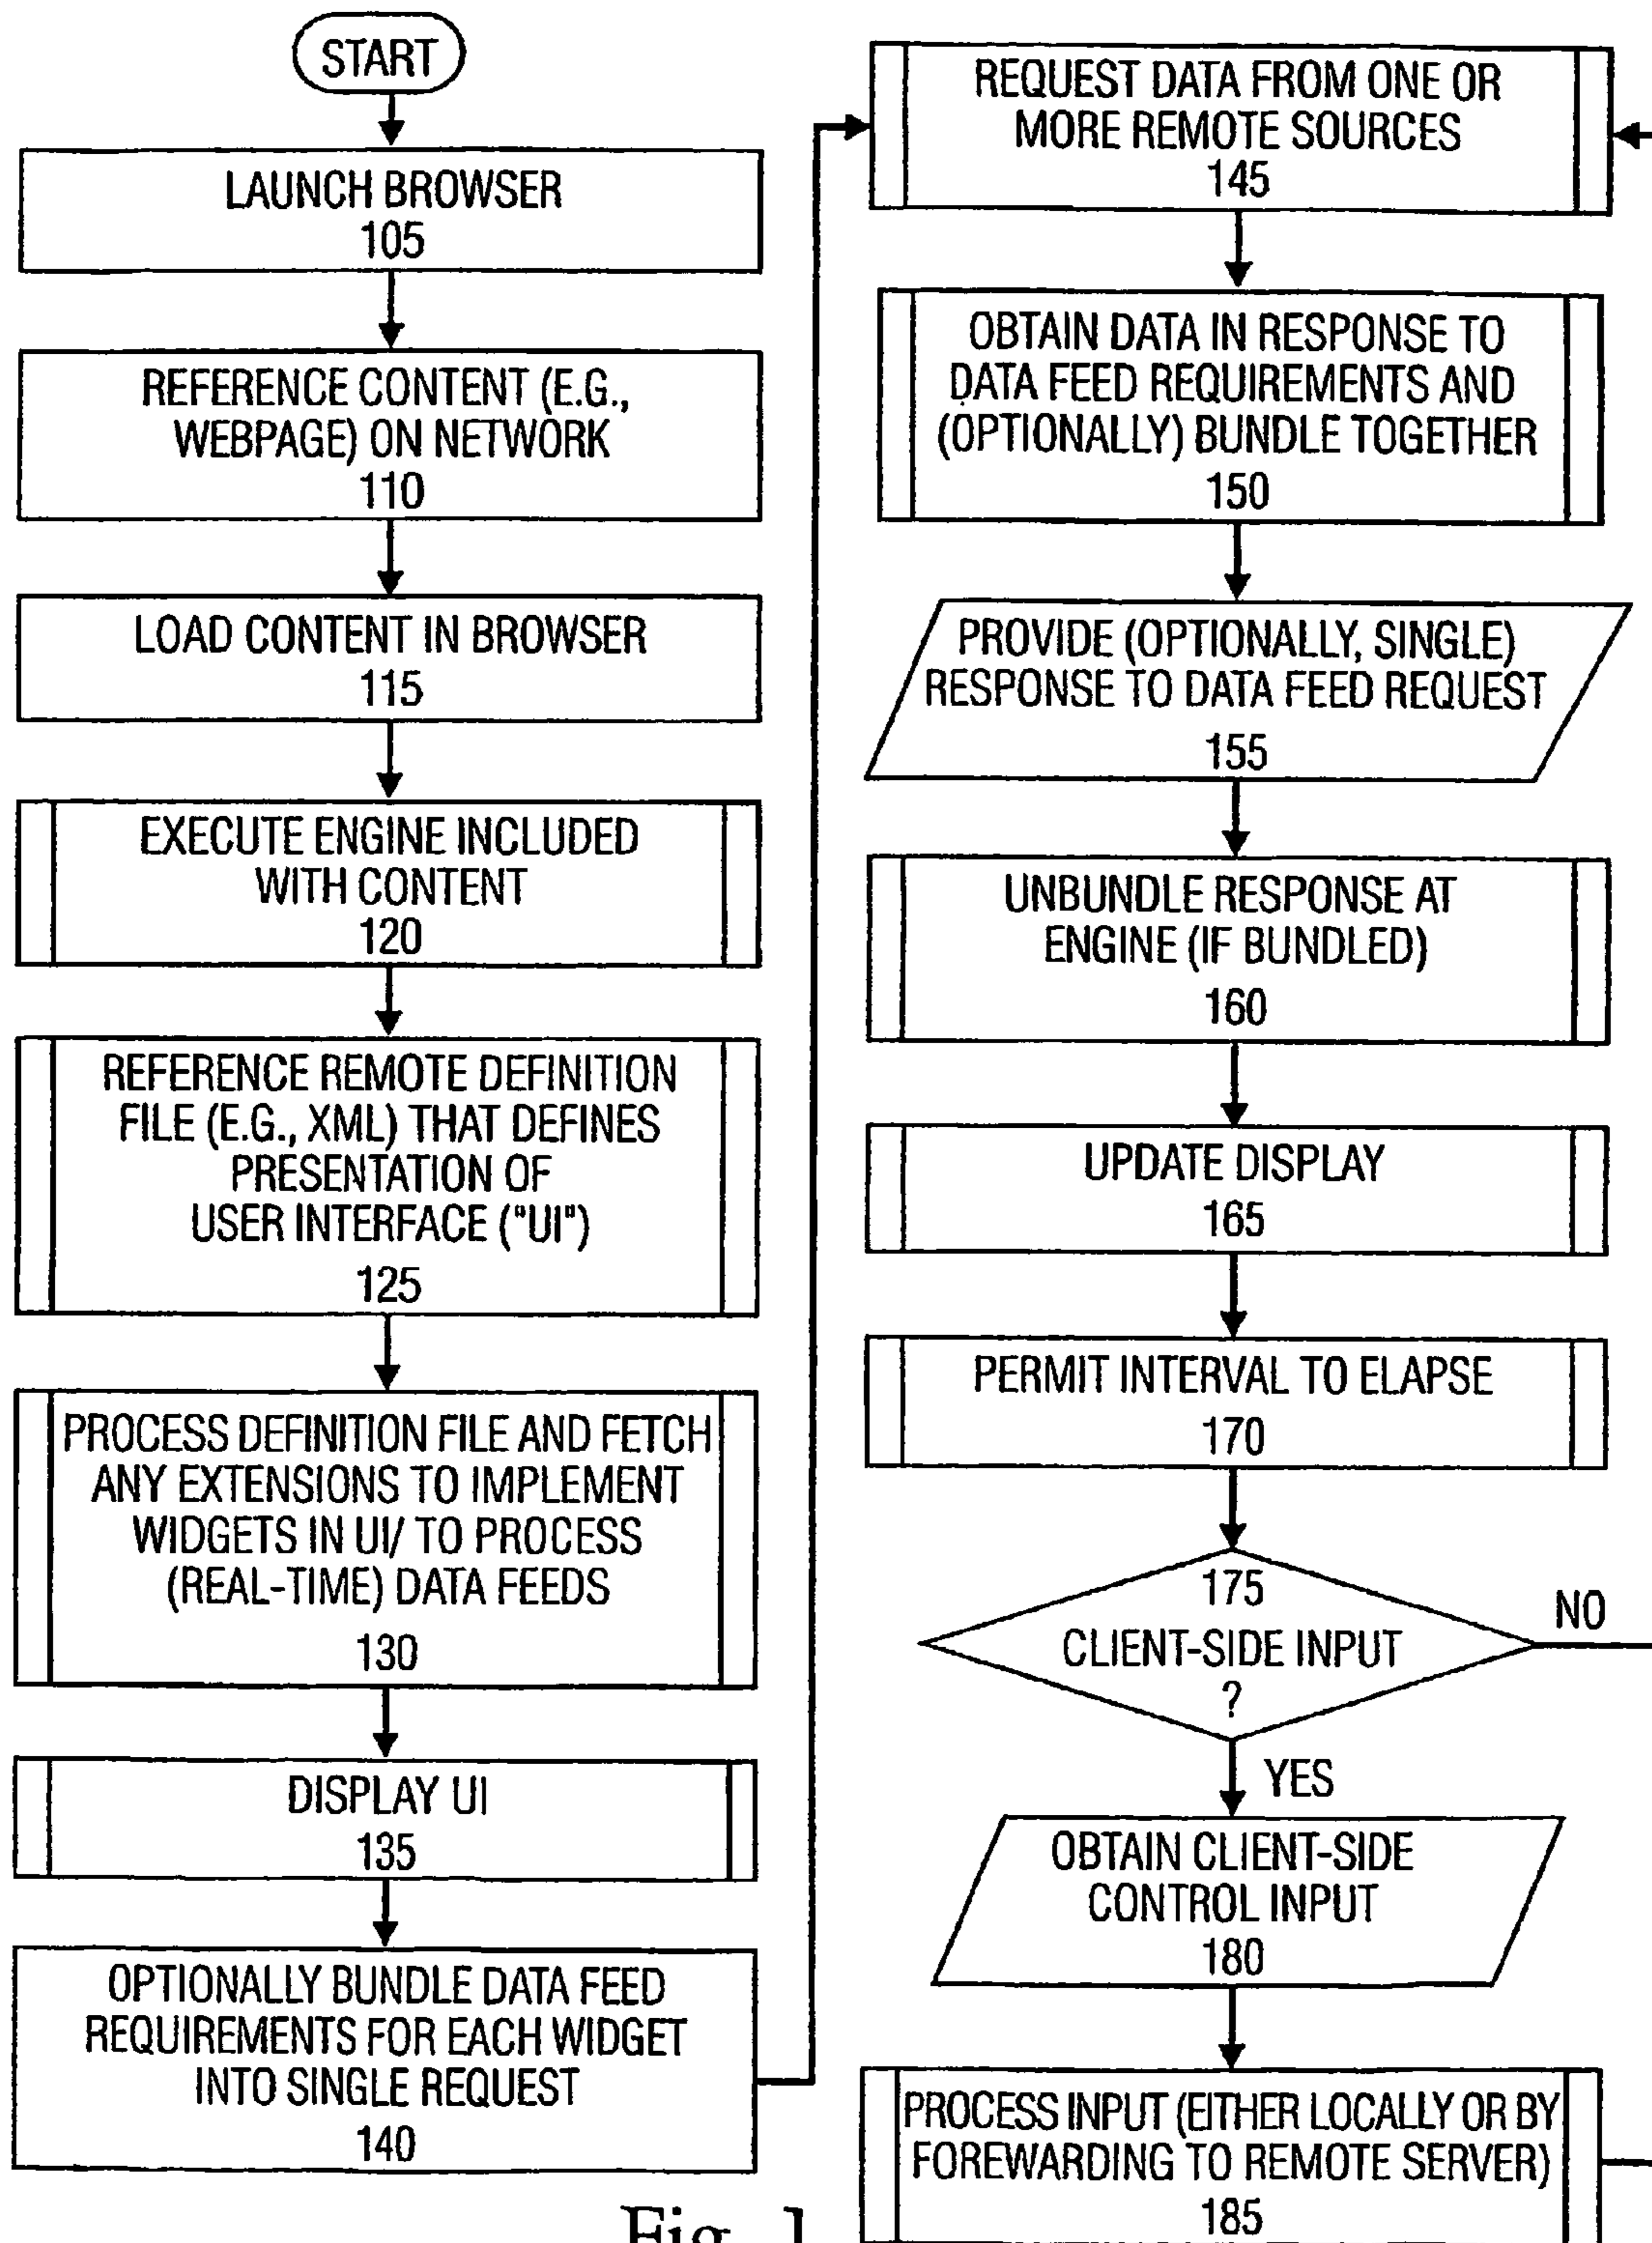 START
LAUNCH BROWSER
105
REFERENCE CONTENT (E.G.,
WEBPAGE) ON NETWORK
110
LOAD CONTENT IN BROWSER
115
EXECUTE ENGINE INCLUDED
WITH CONTENT
120
REFERENCE REMOTE DEFINITION
FILE (E.G., XML) THAT DEFINES
PRESENTATION OF
USER INTERFACE ("UI")
125
PROCESS DEFINITION FILE AND FETCH
ANY EXTENSIONS TO IMPLEMENT
WIDGETS IN UI/ TO PROCESS
(REAL-TIME) DATA FEEDS
130
DISPLAY UI
135
OPTIONALLY BUNDLE DATA FEED
REQUIREMENTS FOR EACH WIDGET
INTO SINGLE REQUEST
140
REQUEST DATA FROM ONE OR
MORE REMOTE SOURCES
145
OBTAIN DATA IN RESPONSE TO
DATA FEED REQUIREMENTS AND
(OPTIONALLY) BUNDLE TOGETHER
150
PROVIDE (OPTIONALLY, SINGLE)
RESPONSE TO DATA FEED REQUEST
155
UNBUNDLE RESPONSE AT
ENGINE (IF BUNDLED)
160
UPDATE DISPLAY
165
PERMIT INTERVAL TO ELAPSE
170
175
CLIENT-SIDE INPUT
?
NO
YES
OBTAIN CLIENT-SIDE
CONTROL INPUT
180
PROCESS INPUT (EITHER LOCALLY OR BY
FOREWARDING TO REMOTE SERVER)
185
Fig. 1